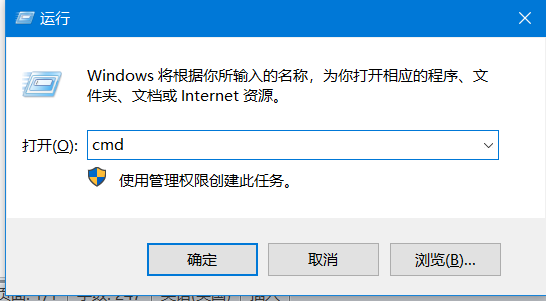 运行
Windows 将根据你所输入的名称，为你打开相应的程序、文
件夹、文档或 Internet 资源。
打开(O):
cmd
使用管理权限创建此任务。
确定
取消
浏览(B)...